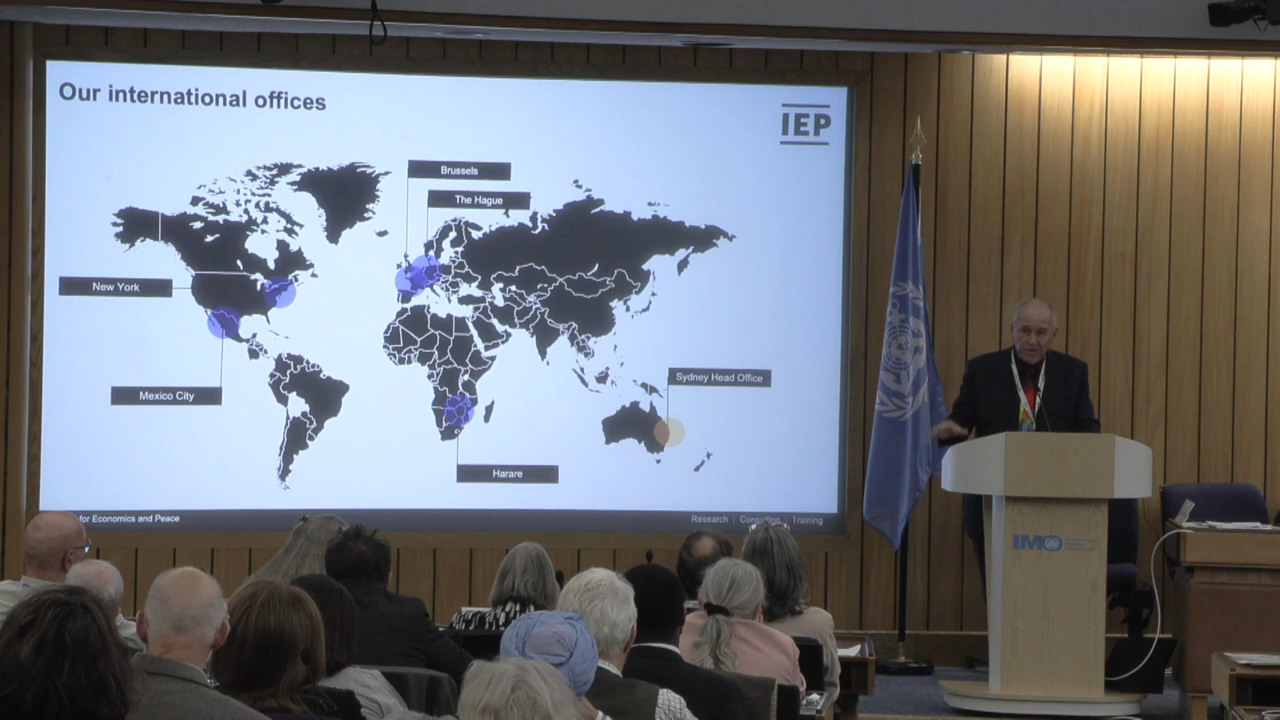 Our international offices
IEP
Brussels
The Hague
New York
Sydney Head Office
Mexico City
Harare
for Economics and Peace
Research | Consulting | Training
IMO